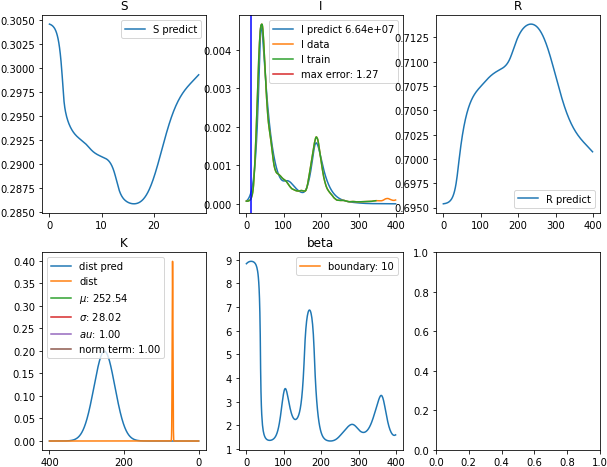 S
I
R
0.3050
0.3025
0.3000
0.2975
0.2950
0.2925
0.2900
0.2875
0.2850
0 10 20
S predict
0.004
0.003
0.002
0.001
0.000
0 100 200 300 400
I predict 6.64e+07
I data
I train
max error: 1.27
0.7125
0.7100
0.7075
0.7050
0.7025
0.7000
0.6975
0.6950
0 100 200 300 400
R predict
K
beta
0.40
0.35
0.30
0.25
0.20
0.15
0.10
0.05
0.00
400 200 0
dist pred
dist
μ: 252.54
σ: 28.02
au: 1.00
norm term: 1.00
9
8
7
6
5
4
3
2
1
0 100 200 300 400
boundary: 10
1.0
0.8
0.6
0.4
0.2
0.0
0.0 0.2 0.4 0.6 0.8 1.0